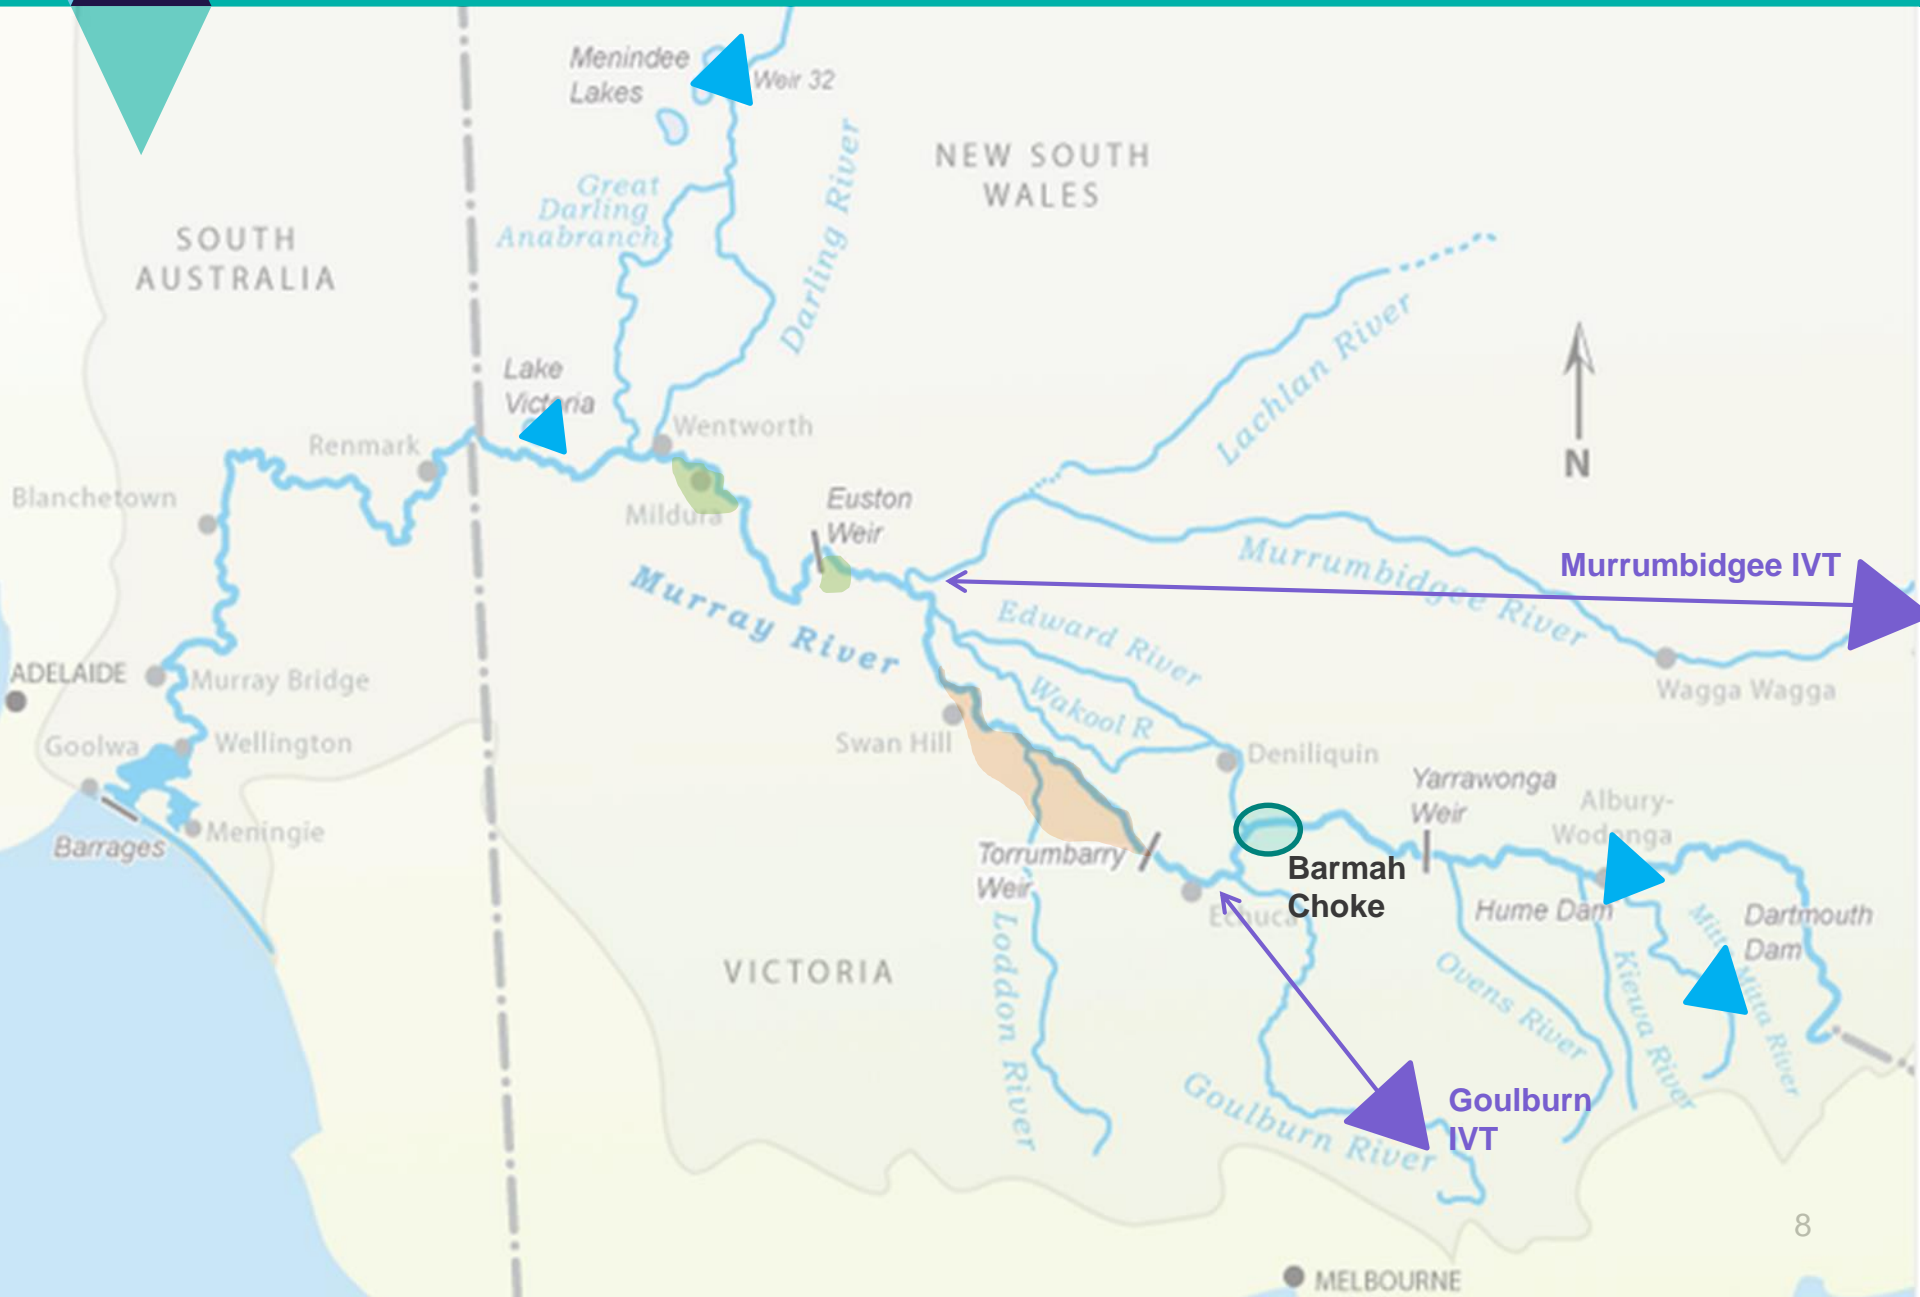 Menindee
Lakes
Weir 32
NEW SOUTH
WALES
Great
Darling
Anabranch
Darling River
SOUTH
AUSTRALIA
Lachlan River
Lake
Victoria
Wentworth
Renmark
N
Blanchetown
Mildura
Euston
Weir
Murrumbidgee River
Murrumbidgee IVT
Murray River
Edward River
ADELAIDE
Murray Bridge
Wakool R
Wagga Wagga
Goolwa
Wellington
Swan Hill
Deniliquin
Yarrawonga
Weir
Albury-
Wodonga
Meningie
Barrages
Torrumbarry
Weir
Barmah
Choke
Echuca
Hume Dam
Dartmouth
Dam
Mitta Mitta River
VICTORIA
Loddon River
Ovens River
Kiewa River
Goulburn River
Goulburn
IVT
8
MELBOURNE